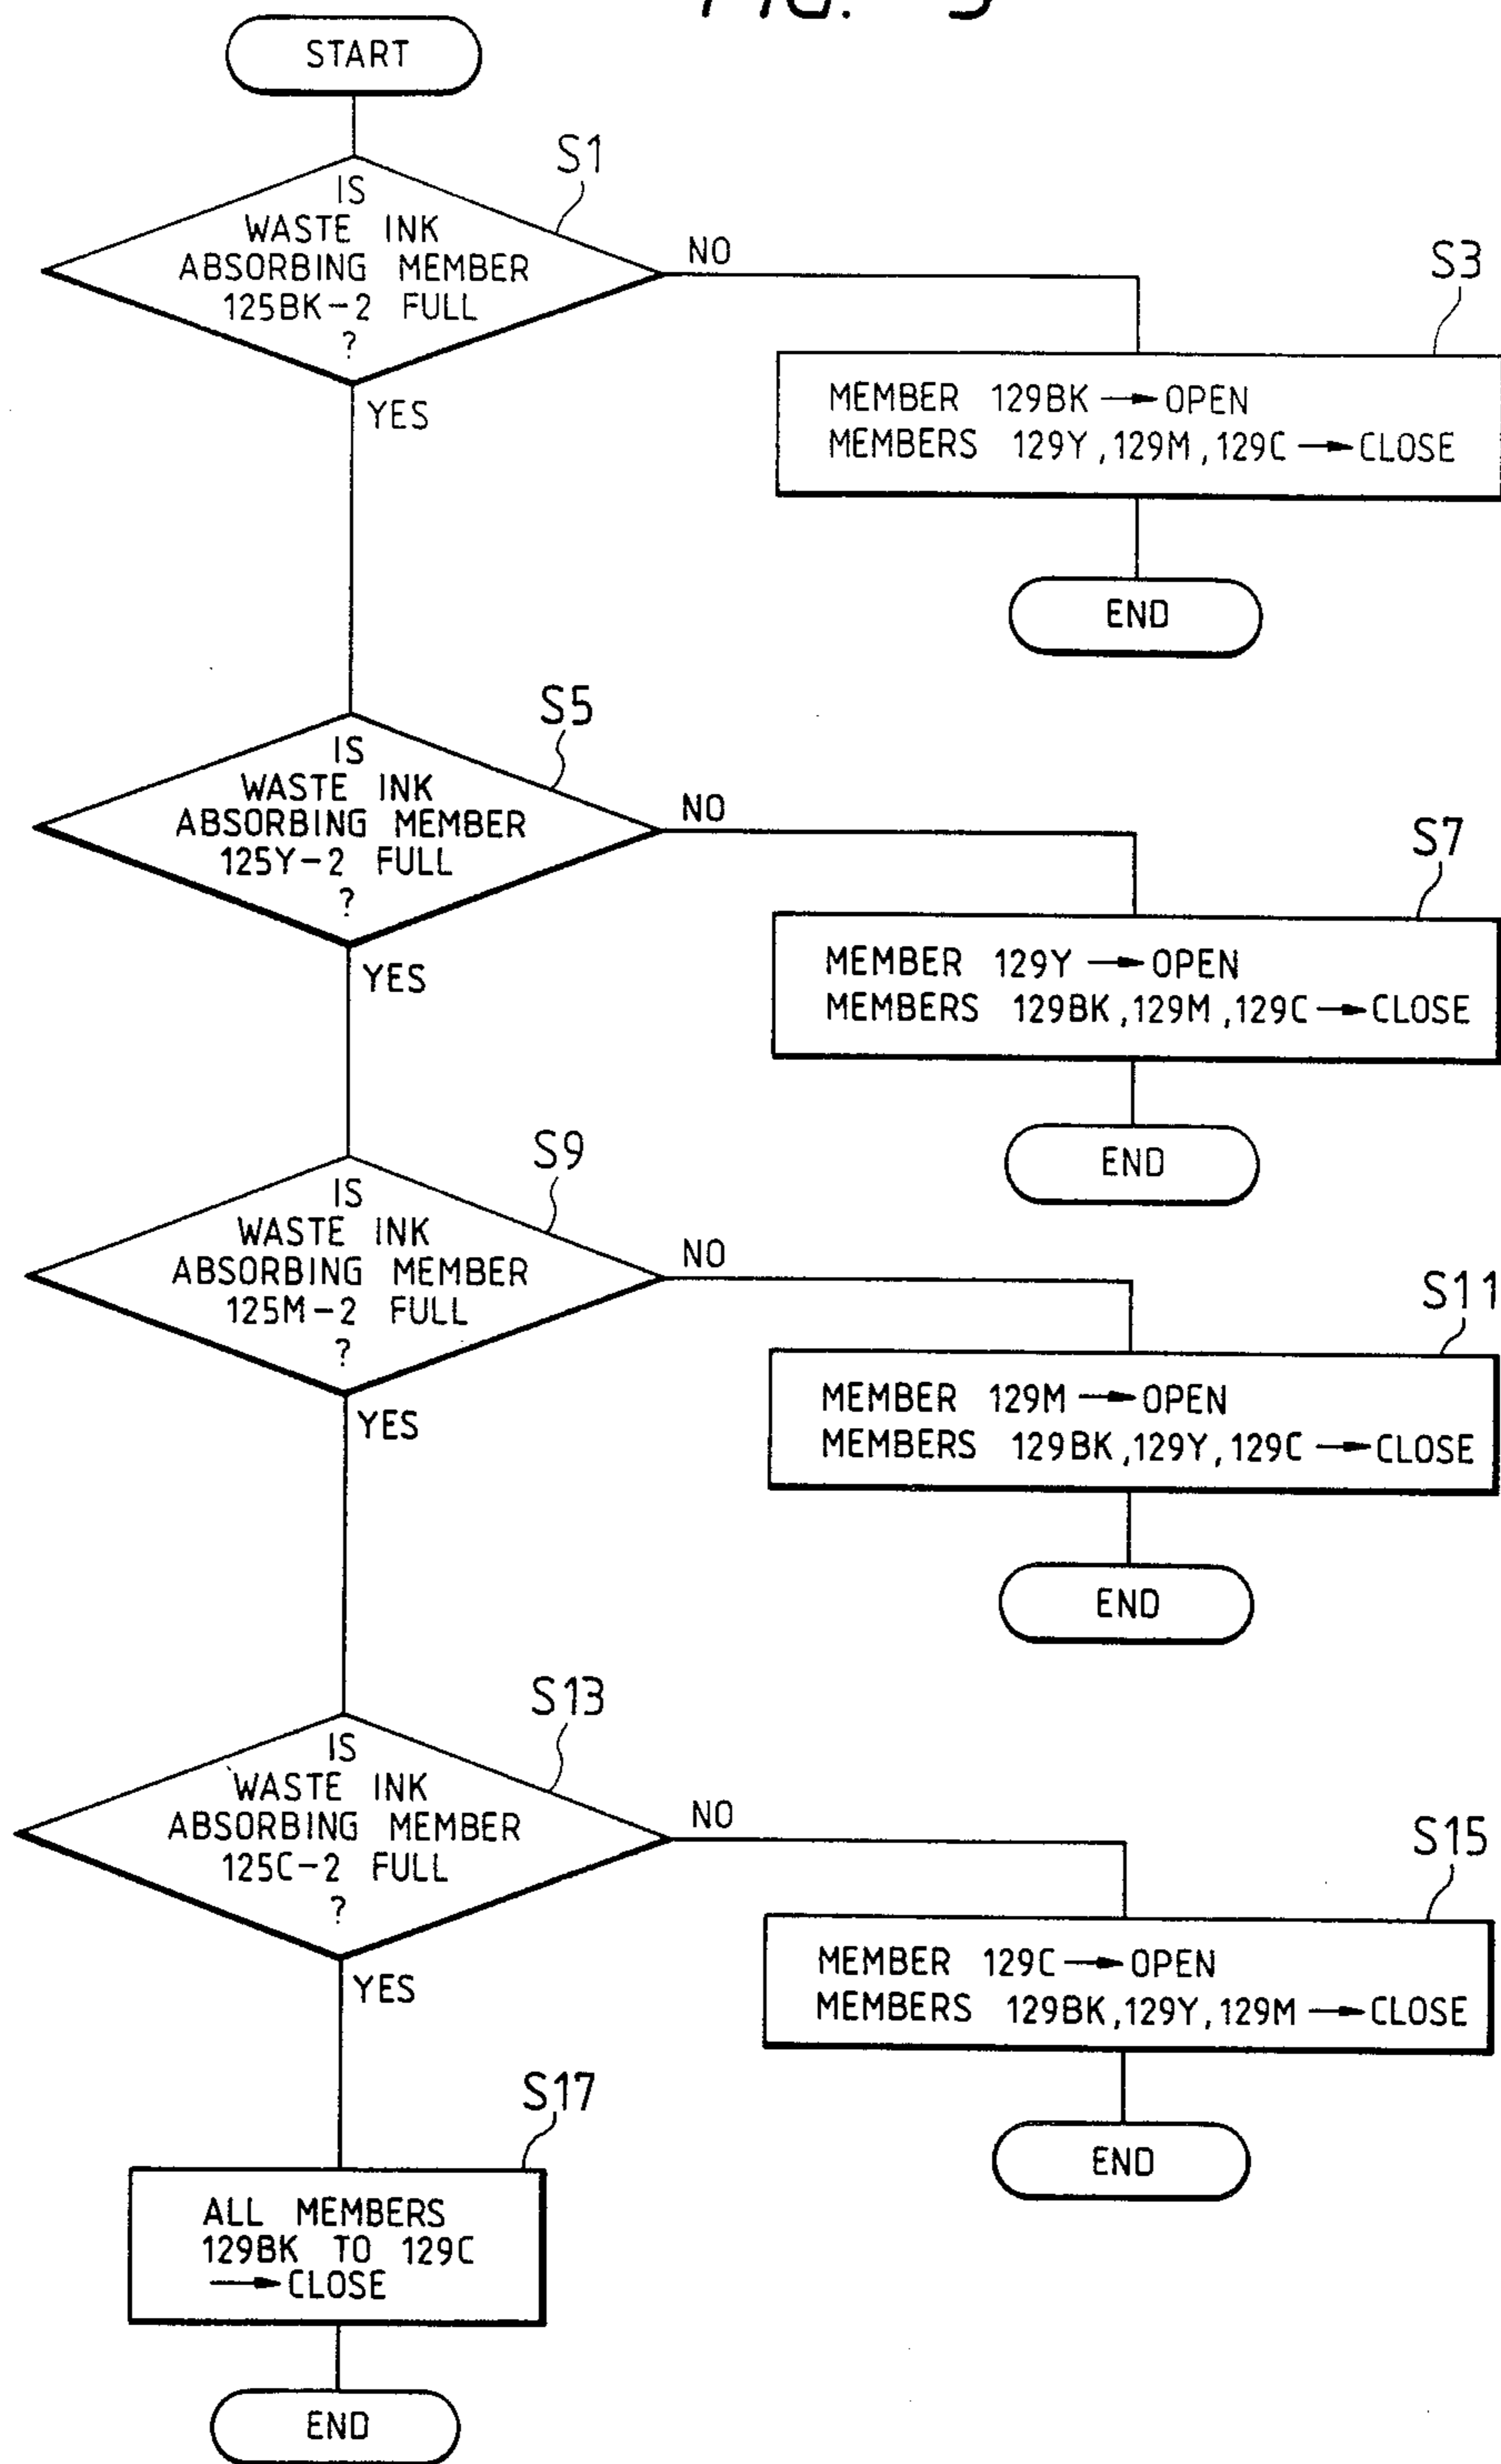 FIG.
START
S1
IS
WASTE INK
ABSORBING MEMBER
125BK-2 FULL
?
NO
YES
S3
MEMBER 129BK → OPEN
MEMBERS 129Y, 129M, 129C → CLOSE
END
S5
IS
WASTE INK
ABSORBING MEMBER
125Y-2 FULL
?
NO
YES
S7
MEMBER 129Y → OPEN
MEMBERS 129BK, 129M, 129C → CLOSE
END
S9
IS
WASTE INK
ABSORBING MEMBER
125M-2 FULL
?
NO
YES
S11
MEMBER 129M → OPEN
MEMBERS 129BK, 129Y, 129C → CLOSE
END
S13
IS
WASTE INK
ABSORBING MEMBER
125C-2 FULL
?
NO
YES
S15
MEMBER 129C → OPEN
MEMBERS 129BK, 129Y, 129M → CLOSE
END
S17
ALL MEMBERS
129BK TO 129C
→ CLOSE
END